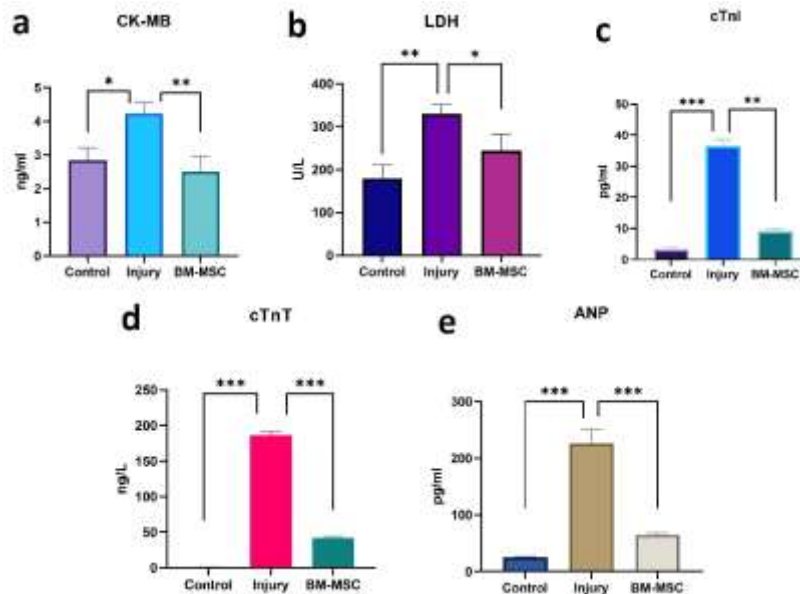 a
CK-MB
ng/ml
5
4
3
2
1
0
*
**
Control Injury BM-MSC
b
LDH
U/L
400
300
200
100
0
**
*
Control Injury BM-MSC
c
cTnI
pg/ml
50
40
30
20
10
0
***
**
Control Injury BM-MSC
d
cTnT
ng/L
250
200
150
100
50
0
***
***
Control Injury BM-MSC
e
ANP
pg/ml
300
200
100
0
***
***
Control Injury BM-MSC